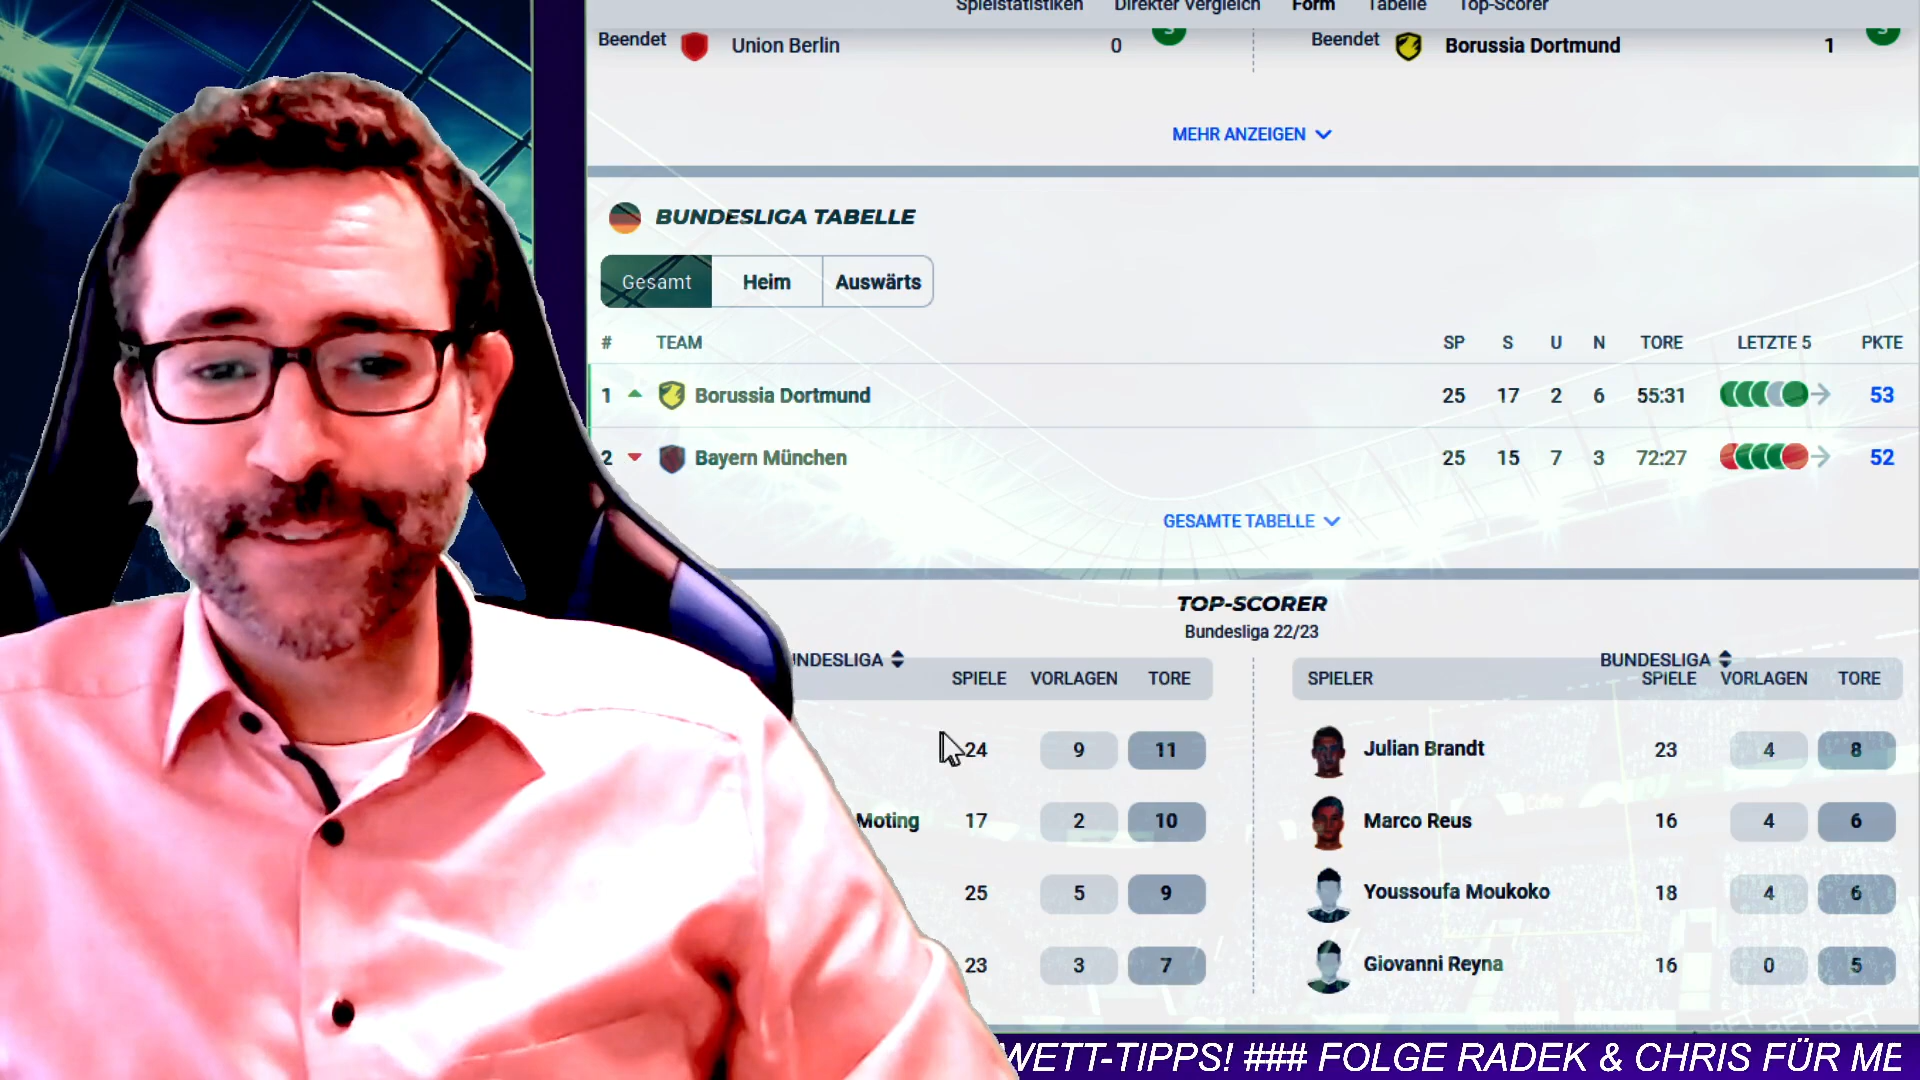 Spielstatistiken Direkter Vergleich Form Tabelle Top-Scorer
Beendet Union Berlin 0 S Beendet Borussia Dortmund 1 S
MEHR ANZEIGEN
BUNDESLIGA TABELLE
Gesamt Heim Auswärts
# TEAM SP S U N TORE LETZTE 5 PKTE
1 Borussia Dortmund 25 17 2 6 55:31 53
2 Bayern München 25 15 7 3 72:27 52
GESAMTE TABELLE
TOP-SCORER
Bundesliga 22/23
NDESLIGA BUNDESLIGA
SPIELE VORLAGEN TORE SPIELER SPIELE VORLAGEN TORE
24 9 11 Julian Brandt 23 4 8
Moting 17 2 10 Marco Reus 16 4 6
25 5 9 Youssoufa Moukoko 18 4 6
23 3 7 Giovanni Reyna 16 0 5
WETT-TIPPS! ### FOLGE RADEK & CHRIS FÜR ME